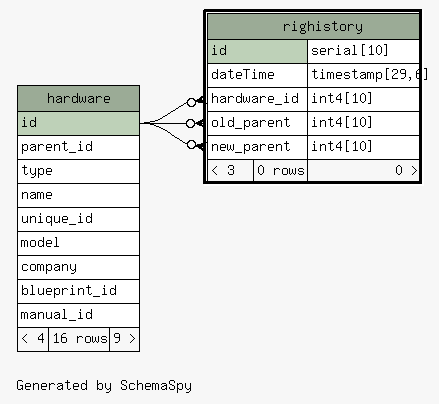 righistory
id serial[10]
dateTime timestamp[29,6]
hardware_id int4[10]
old_parent int4[10]
new_parent int4[10]
< 3 0 rows 0 >
hardware
id
parent_id
type
name
unique_id
model
company
blueprint_id
manual_id
< 4 16 rows 9 >
Generated by SchemaSpy